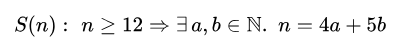 S(n) : n ≥ 12 ⇒ ∃ a, b ∈ ℕ. n = 4a + 5b